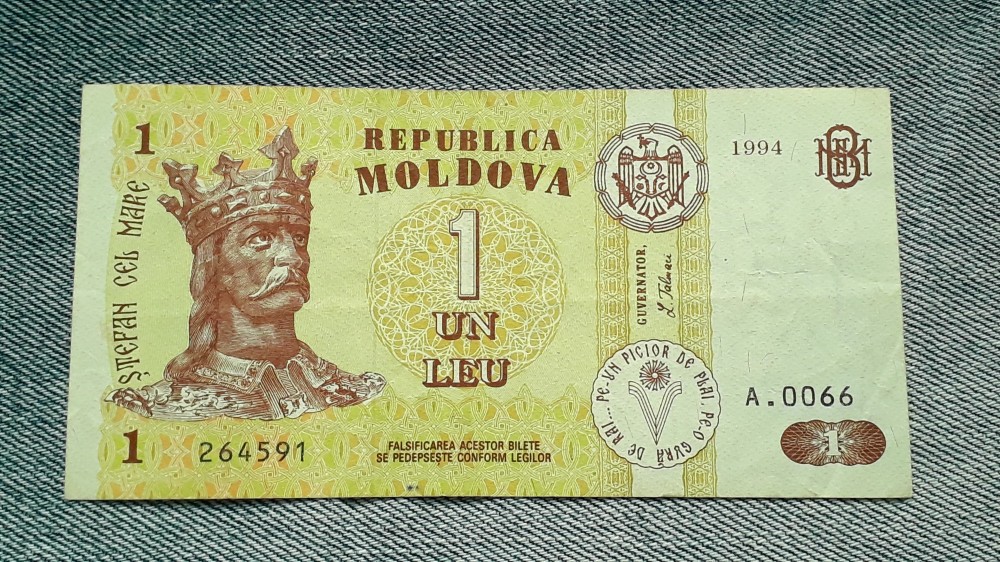 1
ȘTEFAN CEL MARE
REPUBLICA
MOLDOVA
1
UN
LEU
1
264591
FALSIFICAREA ACESTOR BILETE
SE PEDEPSEȘTE CONFORM LEGILOR
GUVERNATOR,
L. Talmaci
PE-UN PICIOR DE PLAI, PE-O GURĂ DE RAI...
1994
BNM
A.0066
1